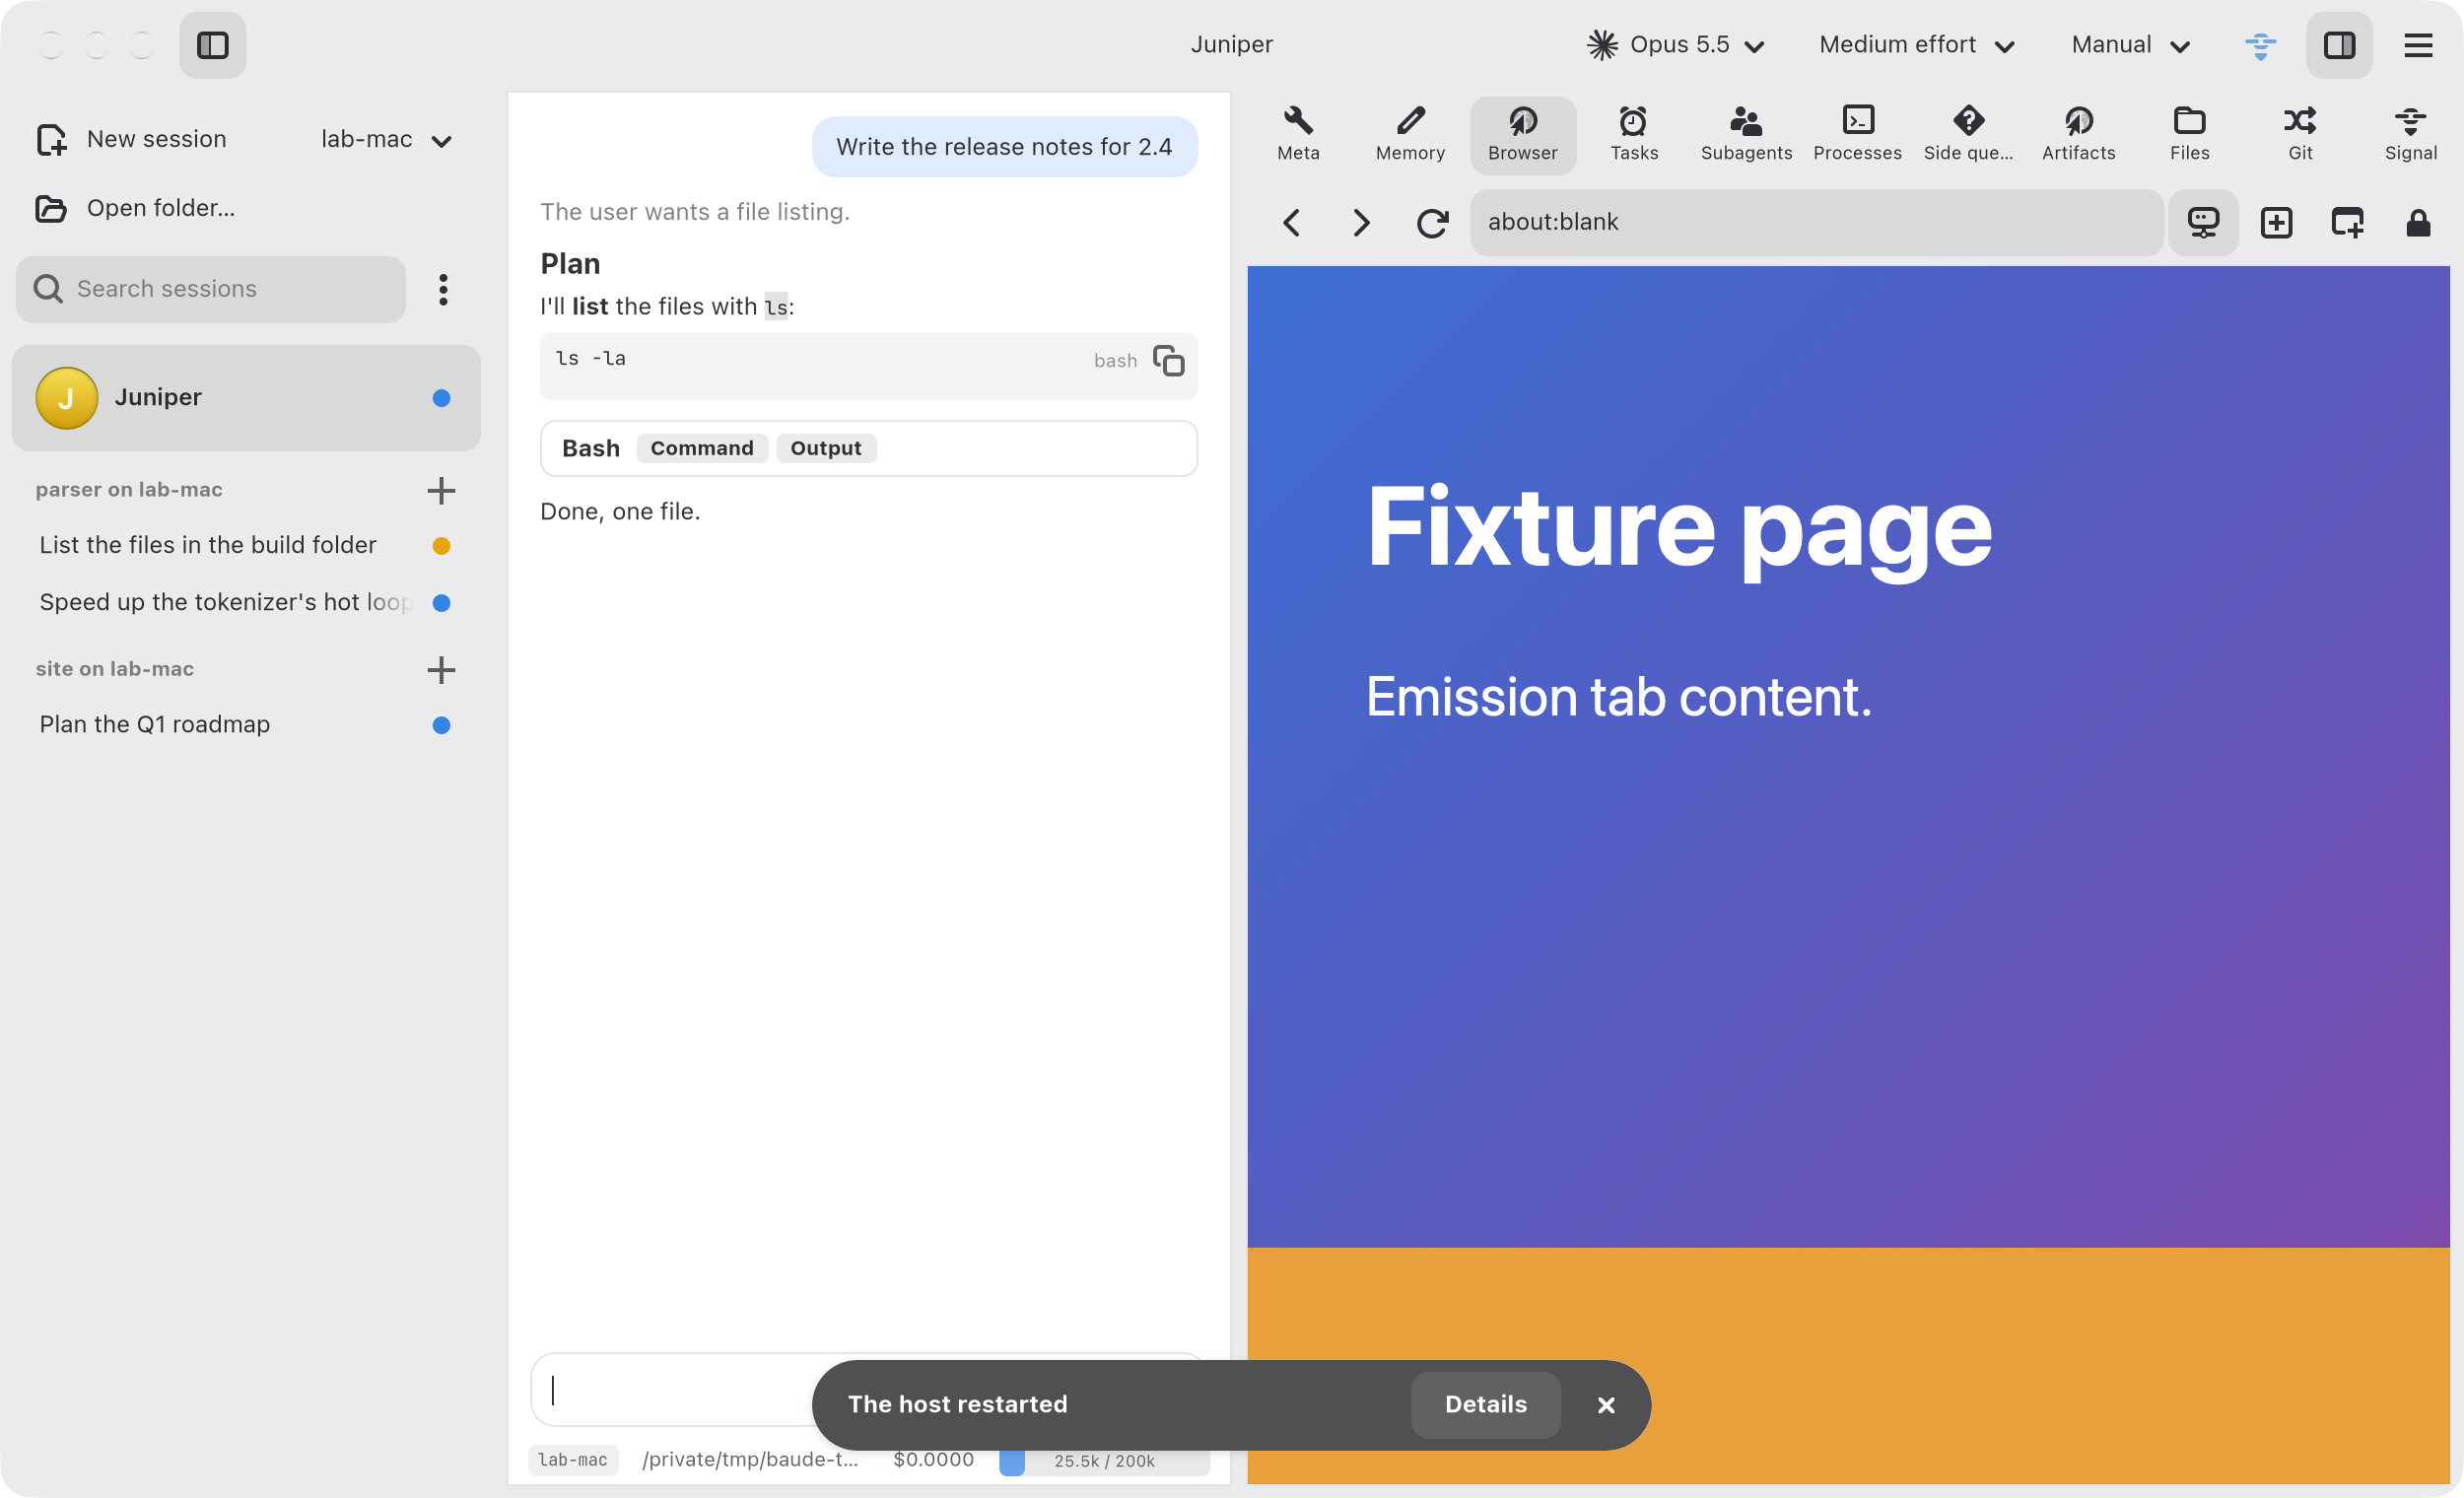 Juniper
Opus 5.5
Medium effort
Manual
New session
lab-mac
Open folder...
Search sessions
J
Juniper
parser on lab-mac
List the files in the build folder
Speed up the tokenizer's hot loop
site on lab-mac
Plan the Q1 roadmap
Write the release notes for 2.4
The user wants a file listing.
Plan
I'll list the files with ls:
ls -la
bash
Bash
Command
Output
Done, one file.
lab-mac
/private/tmp/baude-t...
$0.0000
25.5k / 200k
Meta
Memory
Browser
Tasks
Subagents
Processes
Side que...
Artifacts
Files
Git
Signal
about:blank
Fixture page
Emission tab content.
The host restarted
Details